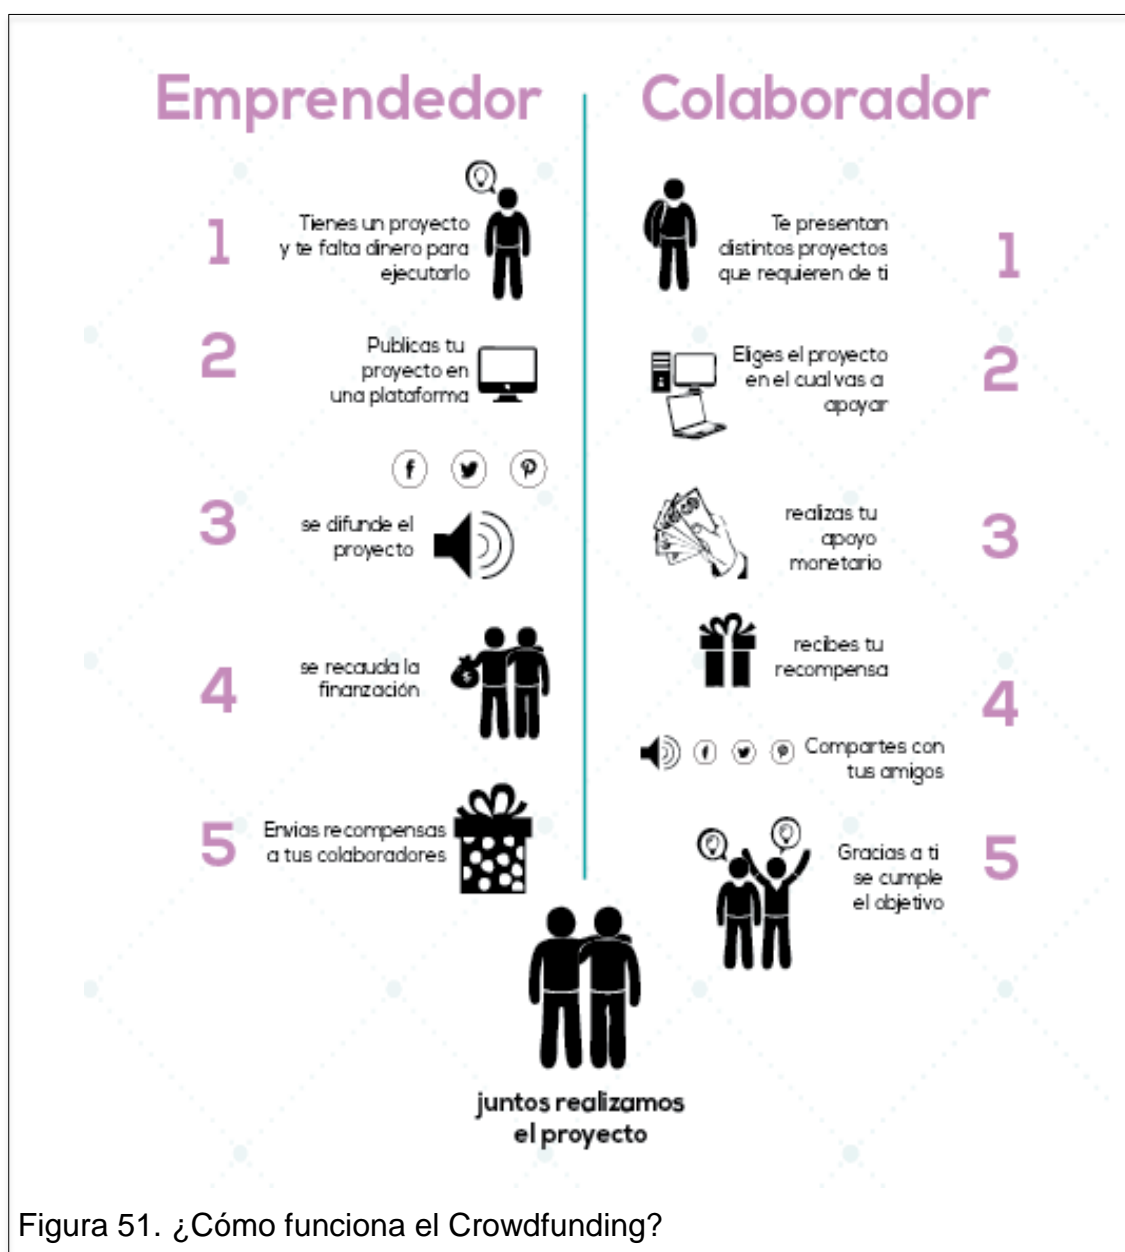 Emprendedor
1
Tienes un proyecto
y te falta dinero para
ejecutarlo
2
Publicas tu
proyecto en
una plataforma
3
se difunde el
proyecto
4
se recauda la
finanzación
5
Envias recompensas
a tus colaboradores
Colaborador
Te presentan
distintos proyectos
que requieren de ti
1
Eliges el proyecto
en el cual vas a
apoyar
2
realizas tu
apoyo
monetario
3
recibes tu
recompensa
4
Compartes con
tus amigos
Gracias a ti
se cumple
el objetivo
5
juntos realizamos
el proyecto
Figura 51. ¿Cómo funciona el Crowdfunding?